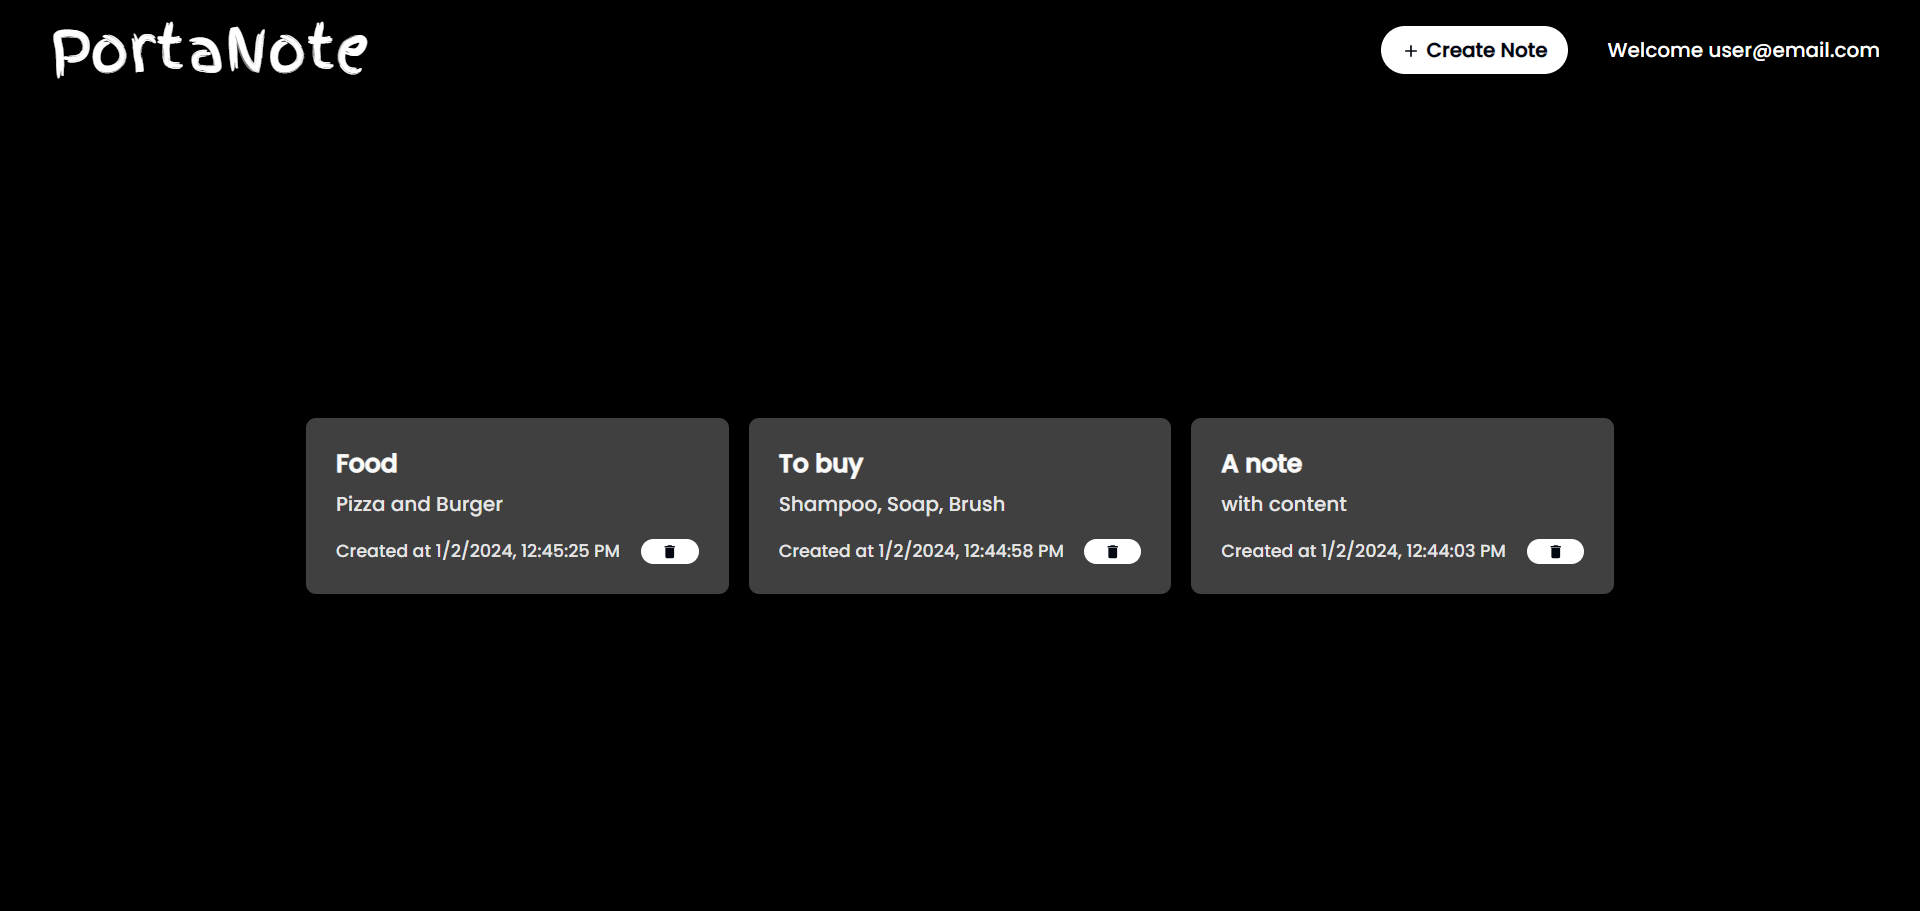 PortaNote
+ Create Note
Welcome user@email.com
Food
Pizza and Burger
Created at 1/2/2024, 12:45:25 PM
To buy
Shampoo, Soap, Brush
Created at 1/2/2024, 12:44:58 PM
A note
with content
Created at 1/2/2024, 12:44:03 PM